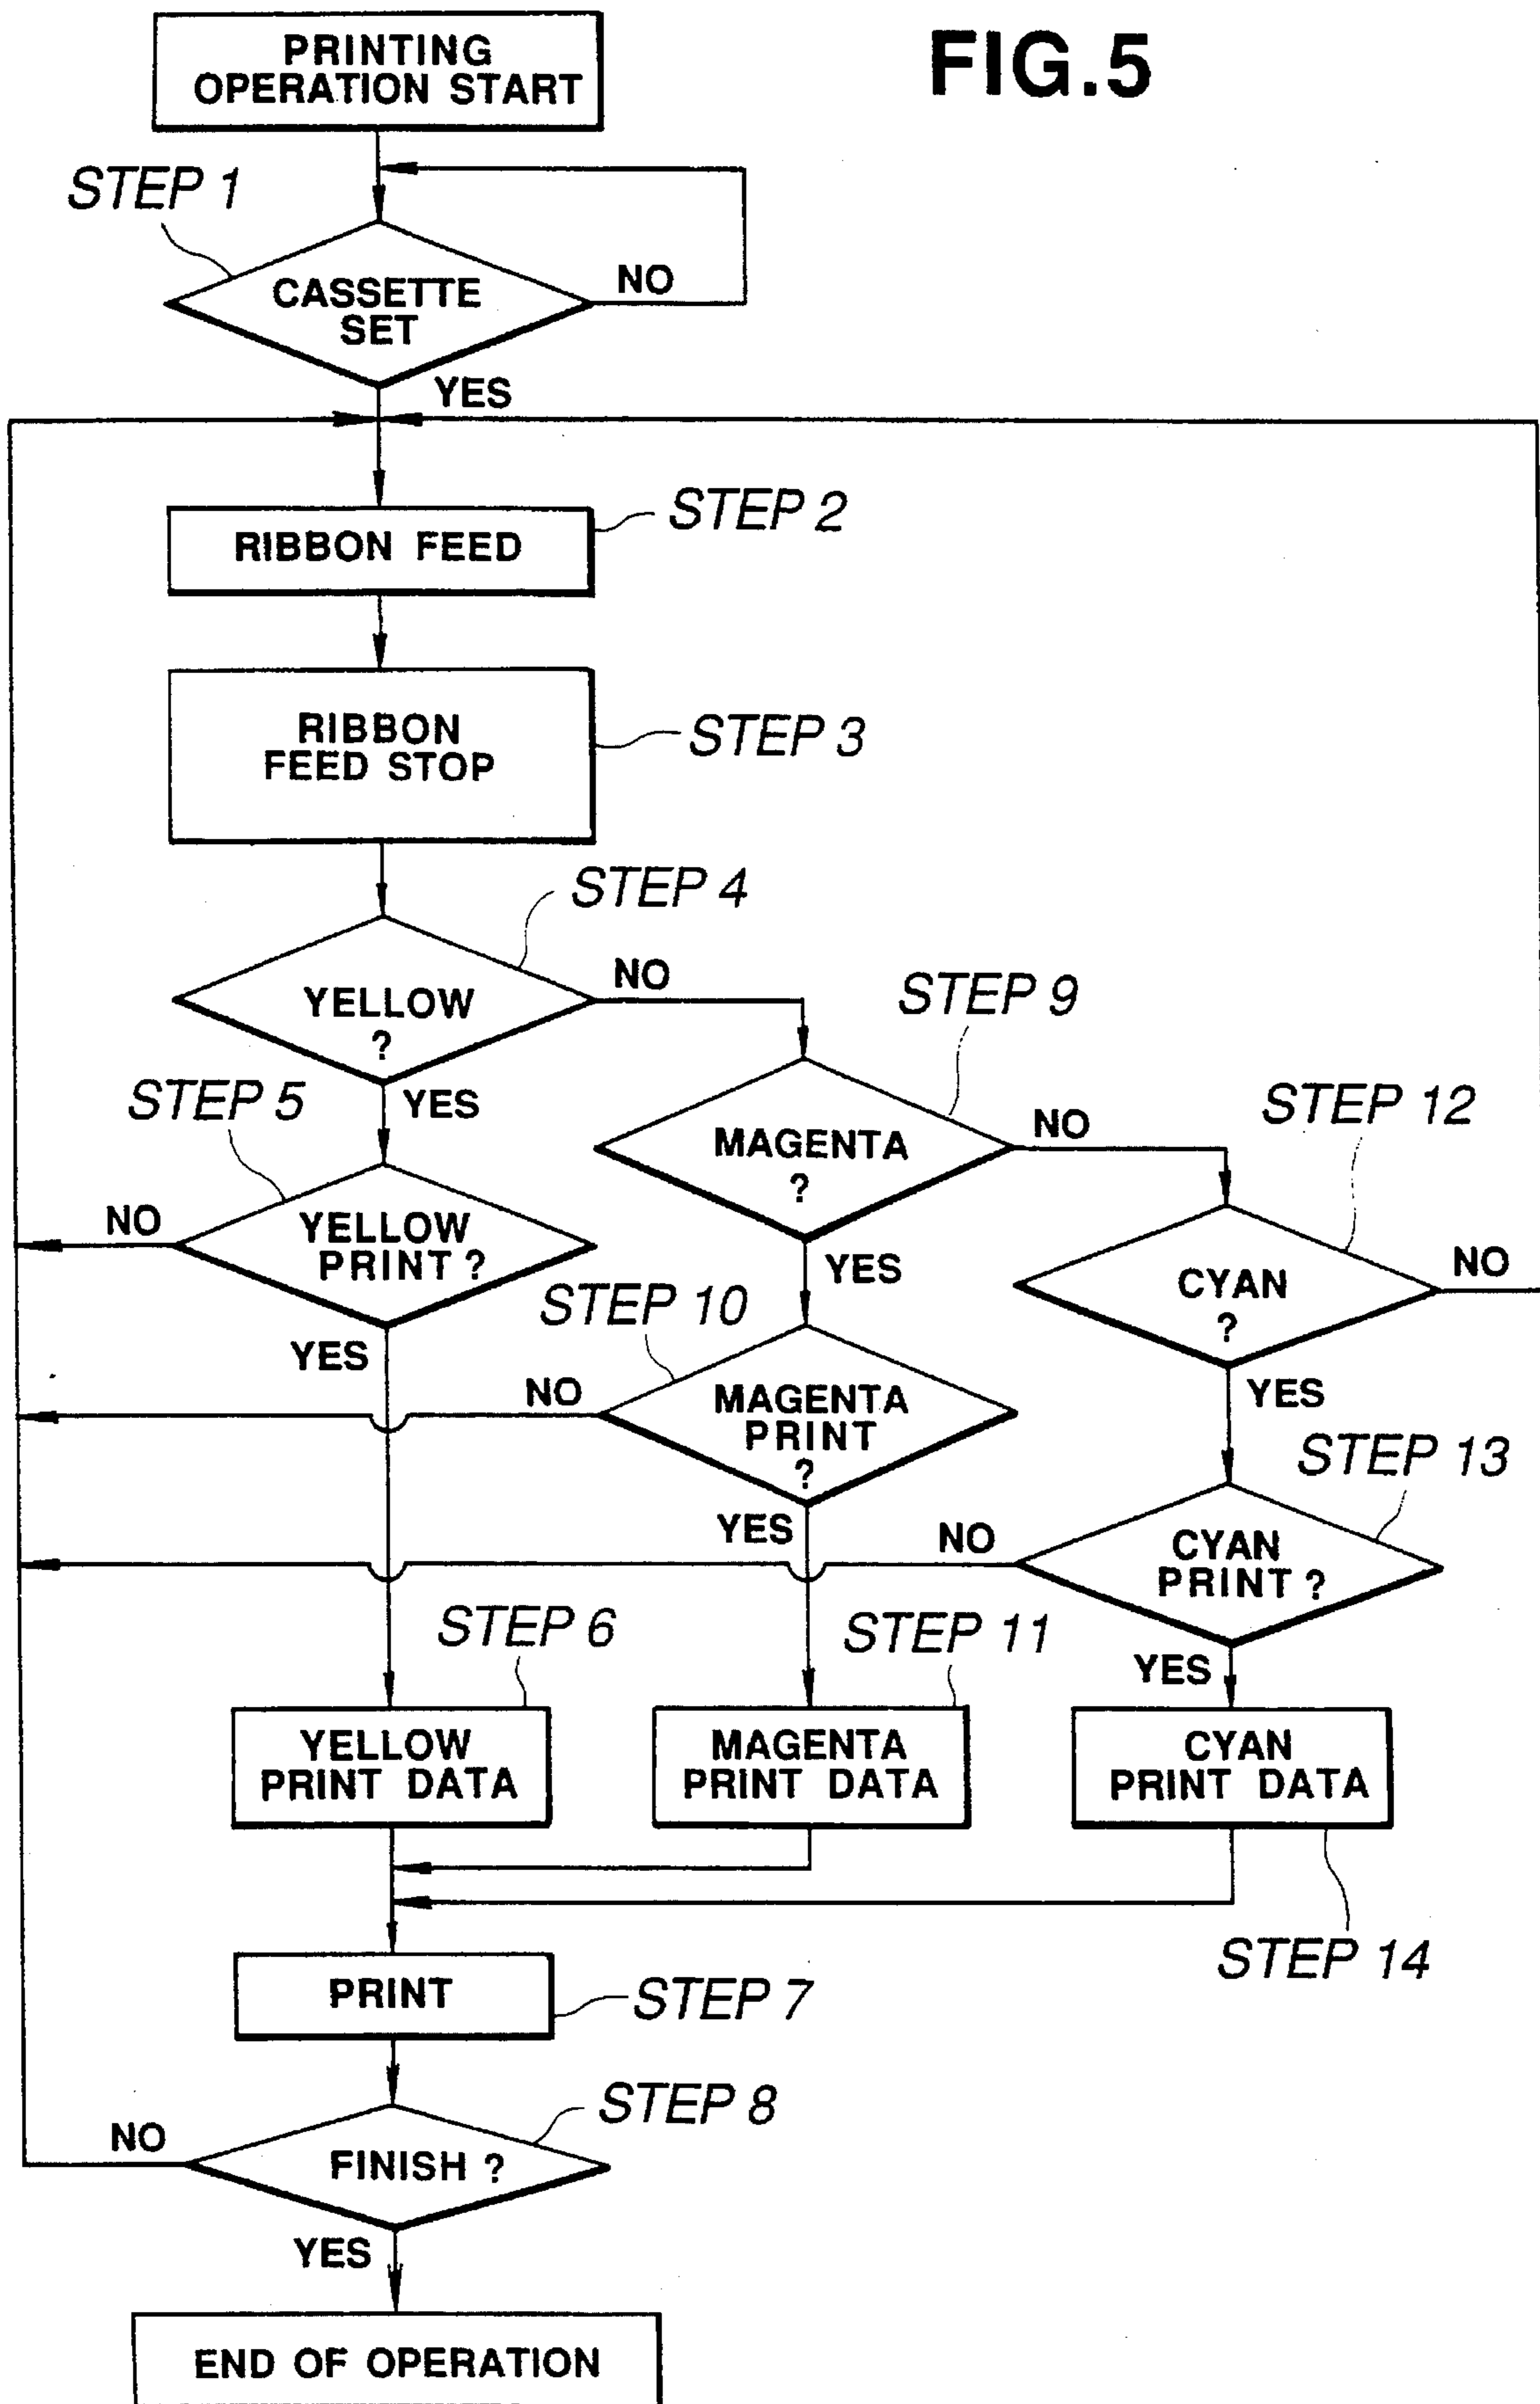 FIG.5
PRINTING
OPERATION START
STEP 1
CASSETTE
SET
NO
YES
RIBBON FEED
STEP 2
RIBBON
FEED STOP
STEP 3
STEP 4
YELLOW
?
NO
YES
STEP 9
MAGENTA
?
NO
YES
STEP 12
CYAN
?
NO
YES
STEP 5
YELLOW
PRINT ?
NO
YES
STEP 10
MAGENTA
PRINT
?
NO
YES
STEP 13
CYAN
PRINT ?
NO
YES
STEP 6
YELLOW
PRINT DATA
STEP 11
MAGENTA
PRINT DATA
CYAN
PRINT DATA
STEP 14
PRINT
STEP 7
STEP 8
FINISH ?
NO
YES
END OF OPERATION